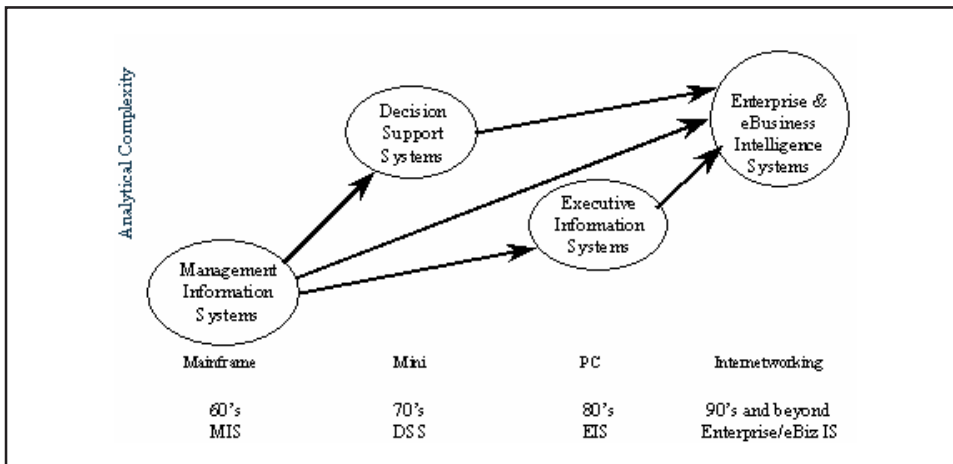 Analytical Complexity
Decision
Support
Systems
Enterprise &
eBusiness
Intelligence
Systems
Executive
Information
Systems
Management
Information
Systems
Mainframe
Mini
PC
Internetworking
60's
70's
80's
90's and beyond
MIS
DSS
EIS
Enterprise/eBiz IS